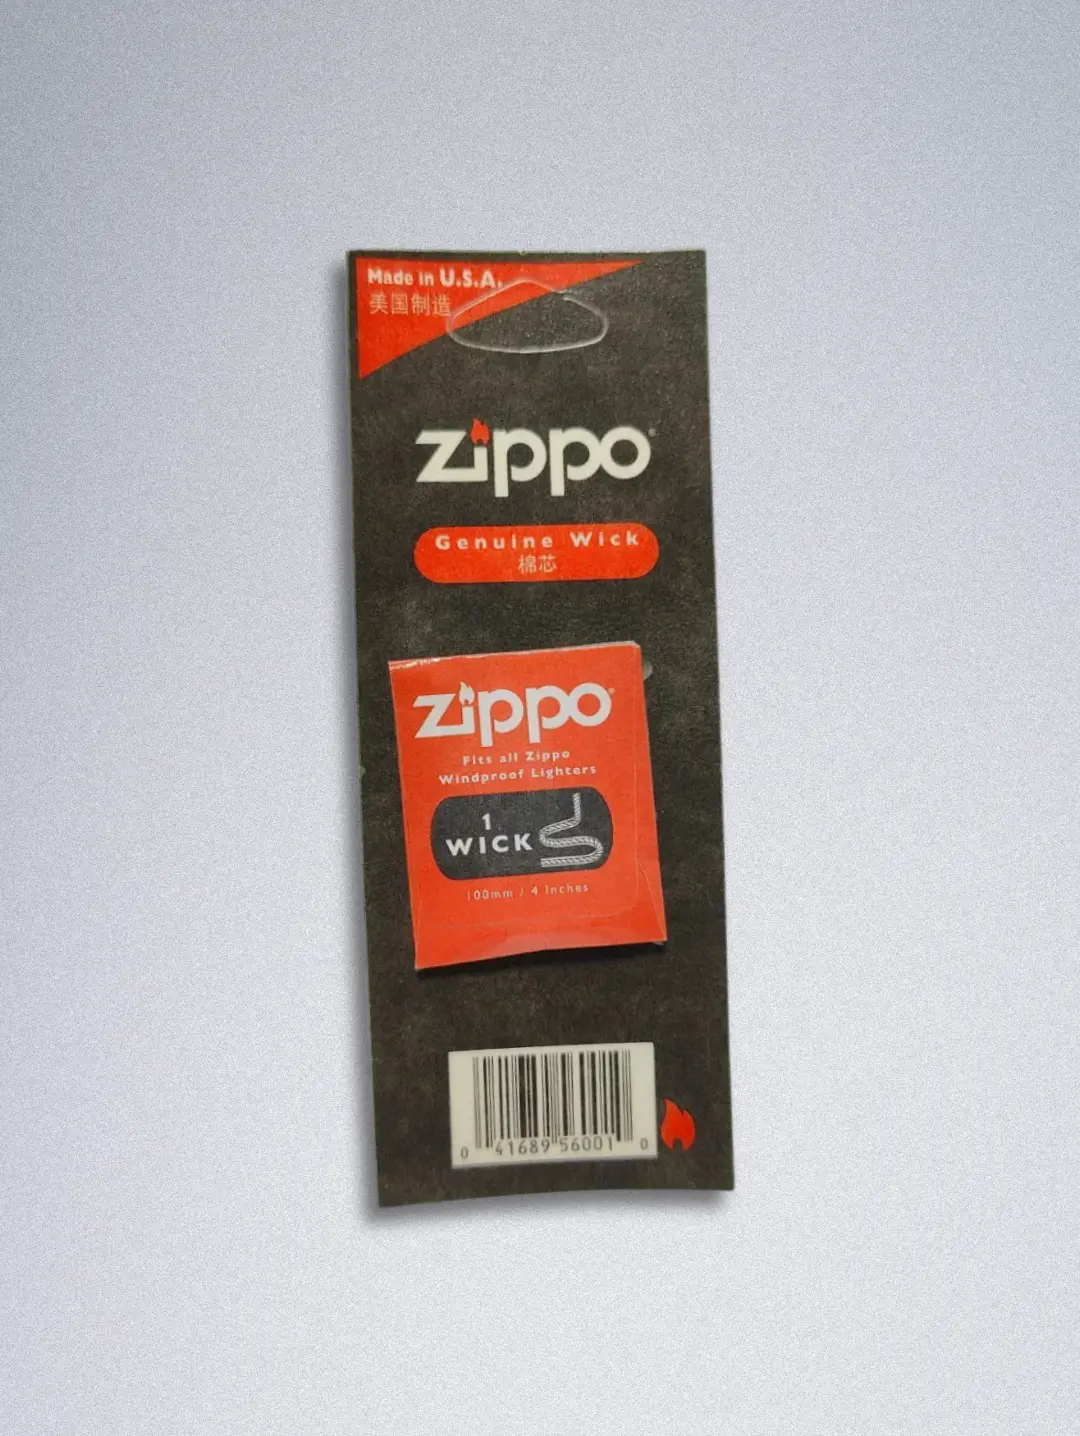 Made in U.S.A.
美国制造
zippo
Genuine Wick
棉芯
zippo
Fits all Zippo
Windproof Lighters
1
WICK
100mm / 4 Inches
0 41689 56001 0